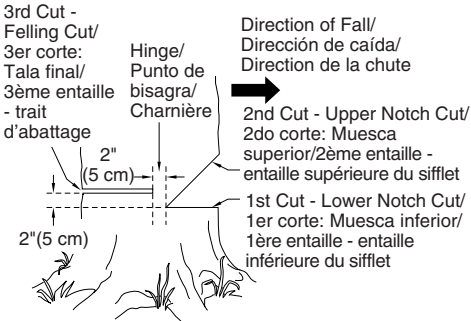 3rd Cut -
Felling Cut/
3er corte:
Tala final/
3ème entaille
- trait
d'abattage
Hinge/
Punto de
bisagra/
Charnière
Direction of Fall/
Dirección de caída/
Direction de la chute
2nd Cut - Upper Notch Cut/
2do corte: Muesca
superior/2ème entaille -
entaille supérieure du sifflet
2"
(5 cm)
1st Cut - Lower Notch Cut/
1er corte: Muesca inferior/
1ère entaille - entaille
inférieure du sifflet
2"(5 cm)